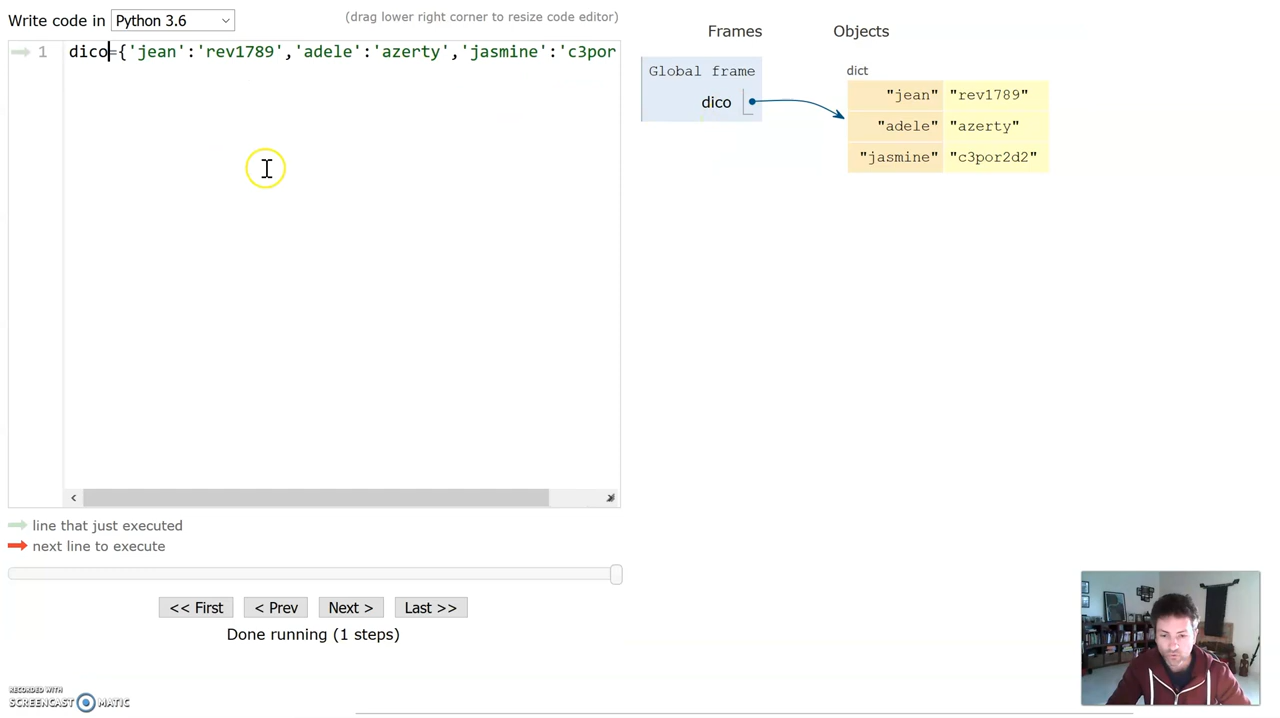 Write code in Python 3.6
(drag lower right corner to resize code editor)
1 dico={'jean':'rev1789','adele':'azerty','jasmine':'c3por
line that just executed
next line to execute
<< First < Prev Next > Last >>
Done running (1 steps)
Frames Objects
Global frame
dico
dict
"jean" "rev1789"
"adele" "azerty"
"jasmine" "c3por2d2"
RECORDED WITH
SCREENCAST MATIC